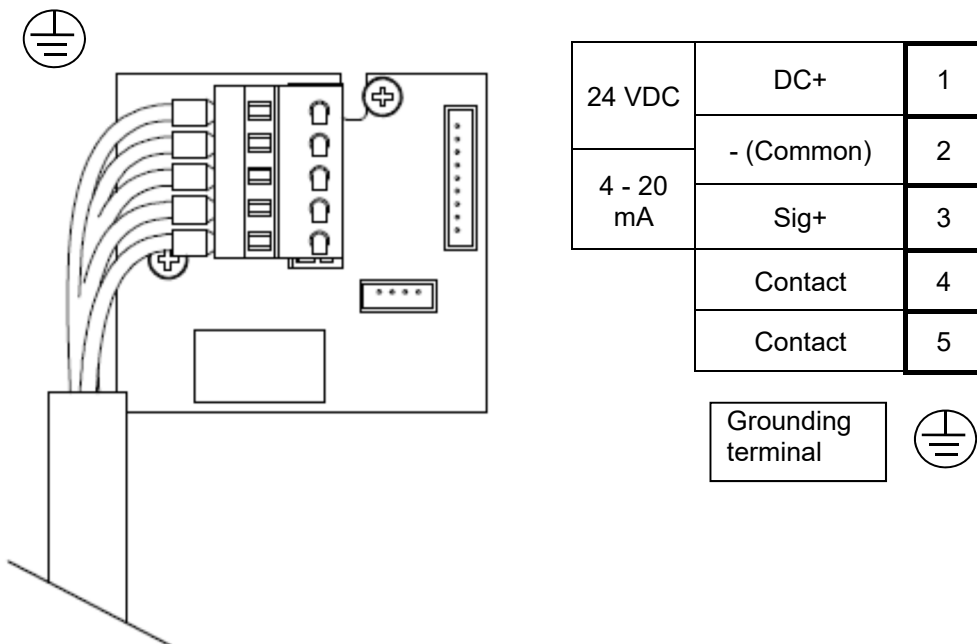 24 VDC
DC+
1
- (Common)
2
4 - 20
mA
Sig+
3
Contact
4
Contact
5
Grounding
terminal